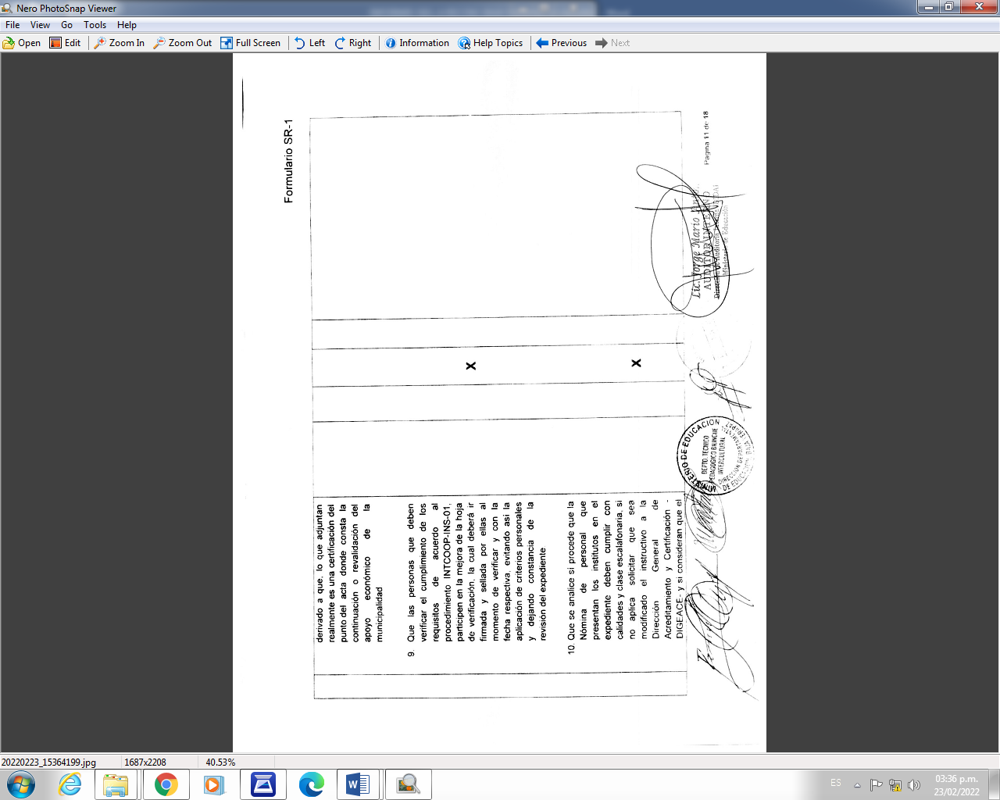 Nero PhotoSnap Viewer
File View Go Tools Help
Open Edit Zoom In Zoom Out Full Screen Left Right Information Help Topics Previous Next
Formulario SR-1
derivado a que, lo que adjuntan
realmente es una certificación del
punto del acta donde consta la
continuación o revalidación del
apoyo económico de la
municipalidad
9. Que las personas que deben
verificar el cumplimiento de los
requisitos de acuerdo al
procedimiento INTCOOP-INS-01,
participen en la mejora de la hoja
de verificación, la cual deberá ir
firmada y sellada por ellas al
momento de verificar y con la
fecha respectiva, evitando así la
aplicación de criterios personales
y dejando constancia de la
revisión del expediente
X
10. Que se analice si procede que la
Nómina de personal que
presentan los institutos en el
expediente deben cumplir con
calidades y clase escalafonaria, si
no aplica solicitar que sea
modificado el instructivo a la
Dirección General de
Acreditamiento y Certificación -
DIGEACE- y si consideran que el
X
MINISTERIO DE EDUCACION
DEPTO. TECNICO
PEDAGOGICO BILINGUE
INTERCULTURAL
DIRECCION DEPARTAMENTAL
DE EDUCACION, BAJA VERAPAZ
Lic. Jorge Mario
AUDITOR INTERNO
Dirección de Auditoría Interna
Ministerio de Educación
Pagina 11 de 18
20220223_15364199.jpg 1687x2208 40.53%
ES
03:36 p.m.
23/02/2022